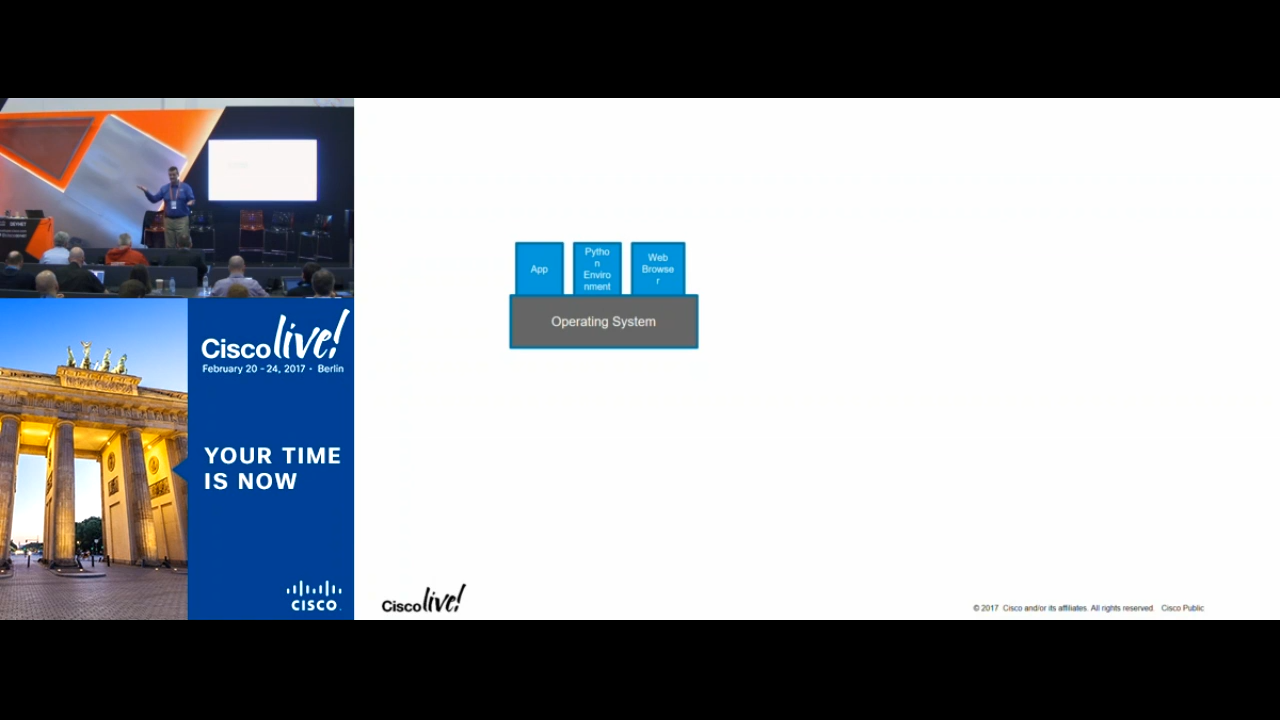 DEVNET
Cisco live!
February 20 - 24, 2017 • Berlin
YOUR TIME
IS NOW
CISCO.
App
Pytho
n
Enviro
nment
Web
Browse
r
Operating System
Cisco live!
© 2017 Cisco and/or its affiliates. All rights reserved. Cisco Public